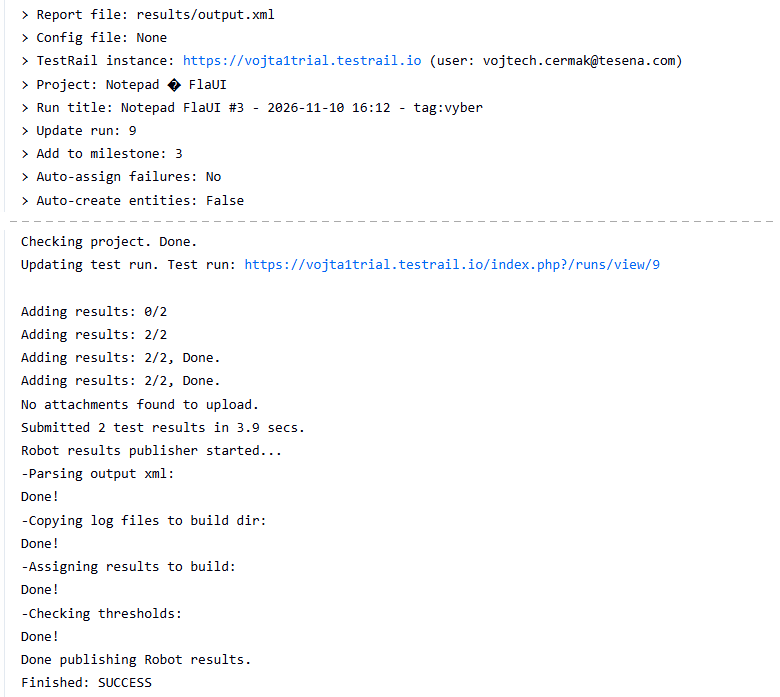 > Report file: results/output.xml
> Config file: None
> TestRail instance: https://vojta1trial.testrail.io (user: vojtech.cermak@tesena.com)
> Project: Notepad � FlaUI
> Run title: Notepad FlaUI #3 - 2026-11-10 16:12 - tag:vyber
> Update run: 9
> Add to milestone: 3
> Auto-assign failures: No
> Auto-create entities: False
Checking project. Done.
Updating test run. Test run: https://vojta1trial.testrail.io/index.php?/runs/view/9
Adding results: 0/2
Adding results: 2/2
Adding results: 2/2, Done.
Adding results: 2/2, Done.
No attachments found to upload.
Submitted 2 test results in 3.9 secs.
Robot results publisher started...
-Parsing output xml:
Done!
-Copying log files to build dir:
Done!
-Assigning results to build:
Done!
-Checking thresholds:
Done!
Done publishing Robot results.
Finished: SUCCESS